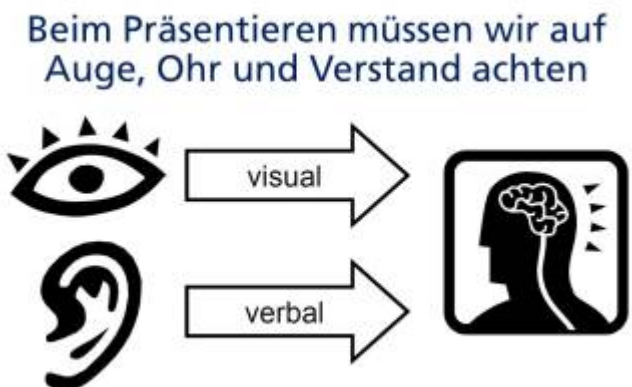 Beim Präsentieren müssen wir auf
Auge, Ohr und Verstand achten
visual
verbal